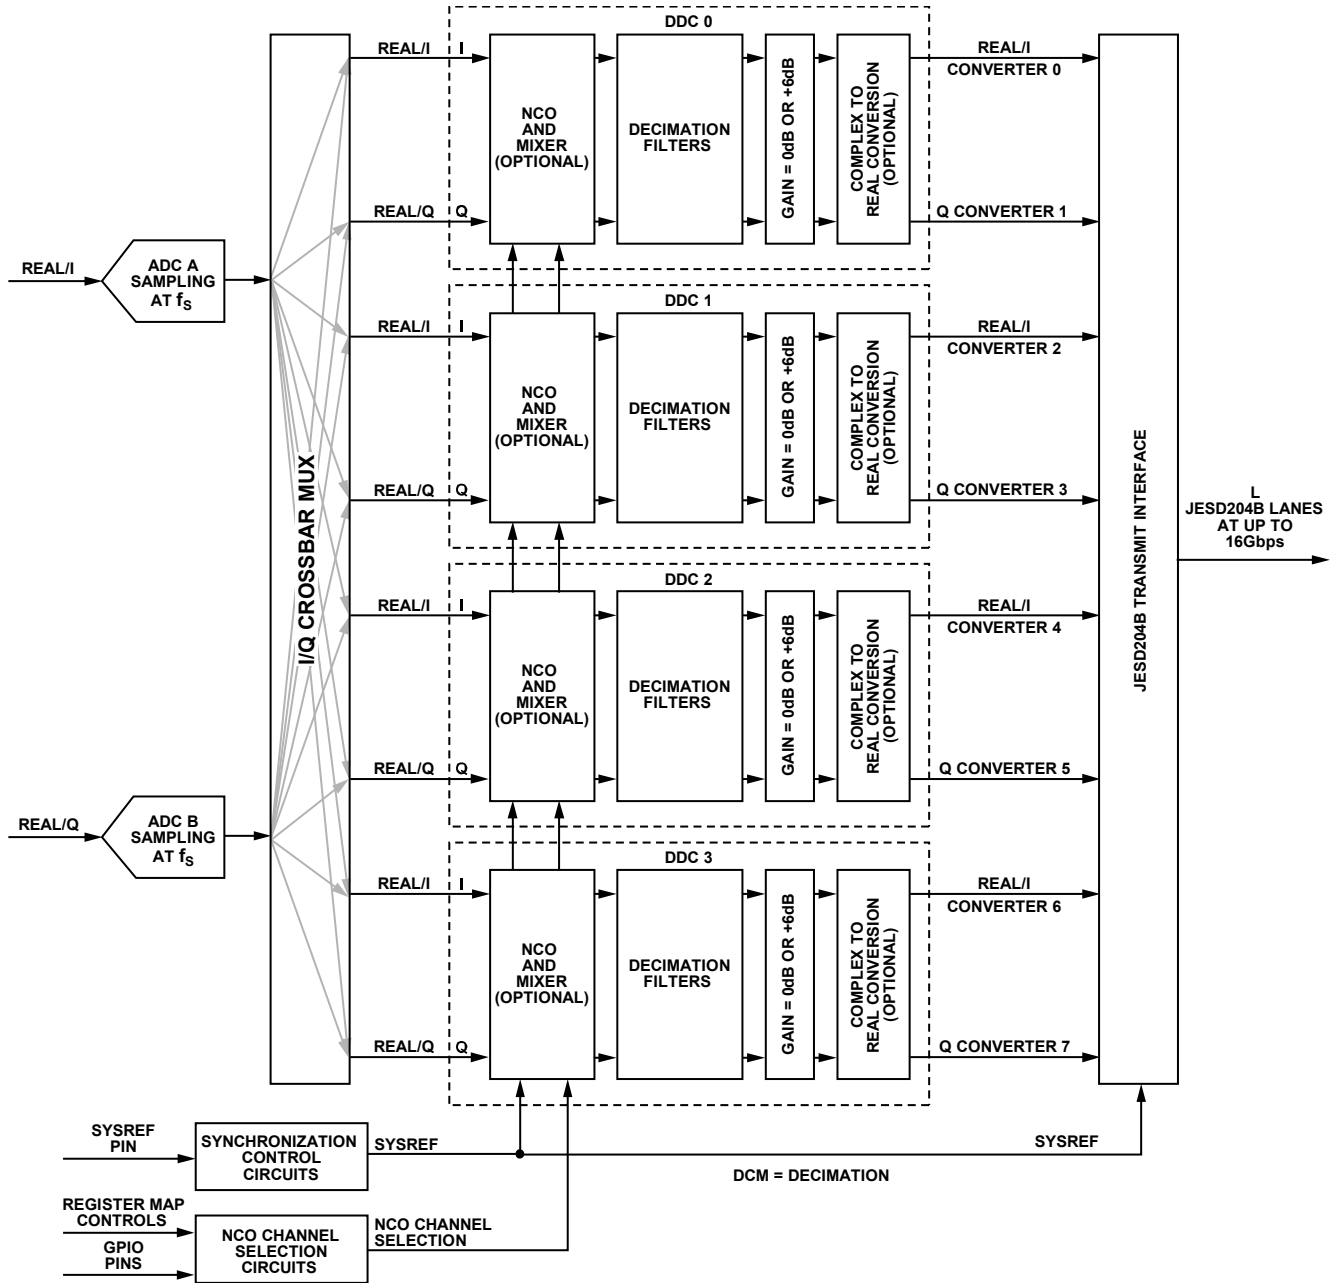 DDC 0
REAL/I
I
NCO
AND
MIXER
(OPTIONAL)
DECIMATION
FILTERS
GAIN = 0dB OR +6dB
COMPLEX TO
REAL CONVERSION
(OPTIONAL)
REAL/I
CONVERTER 0
REAL/Q
Q
Q CONVERTER 1
REAL/I
ADC A
SAMPLING
AT fS
I/Q CROSSBAR MUX
DDC 1
REAL/I
I
NCO
AND
MIXER
(OPTIONAL)
DECIMATION
FILTERS
GAIN = 0dB OR +6dB
COMPLEX TO
REAL CONVERSION
(OPTIONAL)
REAL/I
CONVERTER 2
REAL/Q
Q
Q CONVERTER 3
JESD204B TRANSMIT INTERFACE
L
JESD204B LANES
AT UP TO
16Gbps
DDC 2
REAL/I
I
NCO
AND
MIXER
(OPTIONAL)
DECIMATION
FILTERS
GAIN = 0dB OR +6dB
COMPLEX TO
REAL CONVERSION
(OPTIONAL)
REAL/I
CONVERTER 4
REAL/Q
Q
Q CONVERTER 5
REAL/Q
ADC B
SAMPLING
AT fS
DDC 3
REAL/I
I
NCO
AND
MIXER
(OPTIONAL)
DECIMATION
FILTERS
GAIN = 0dB OR +6dB
COMPLEX TO
REAL CONVERSION
(OPTIONAL)
REAL/I
CONVERTER 6
REAL/Q
Q
Q CONVERTER 7
SYSREF
PIN
SYNCHRONIZATION
CONTROL
CIRCUITS
SYSREF
SYSREF
DCM = DECIMATION
REGISTER MAP
CONTROLS
GPIO
PINS
NCO CHANNEL
SELECTION
CIRCUITS
NCO CHANNEL
SELECTION